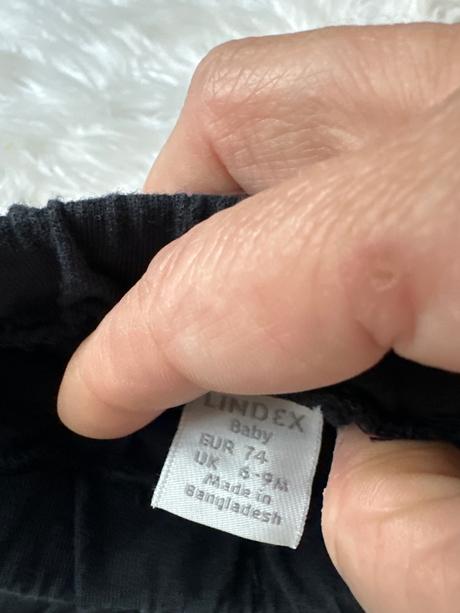 LINDEX
Baby
EUR 74
UK 6-9M
Made in
Bangladesh